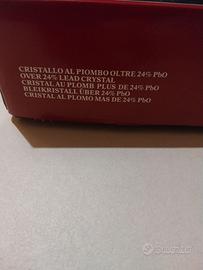 CRISTALLO AL PIOMBO OLTRE 24% PbO
OVER 24% LEAD CRYSTAL
CRISTAL AU PLOMB PLUS DE 24% PbO
BLEIKRISTALL ÜBER 24% PbO
CRISTAL AL PLOMO MAS DE 24% PbO
SUBITO